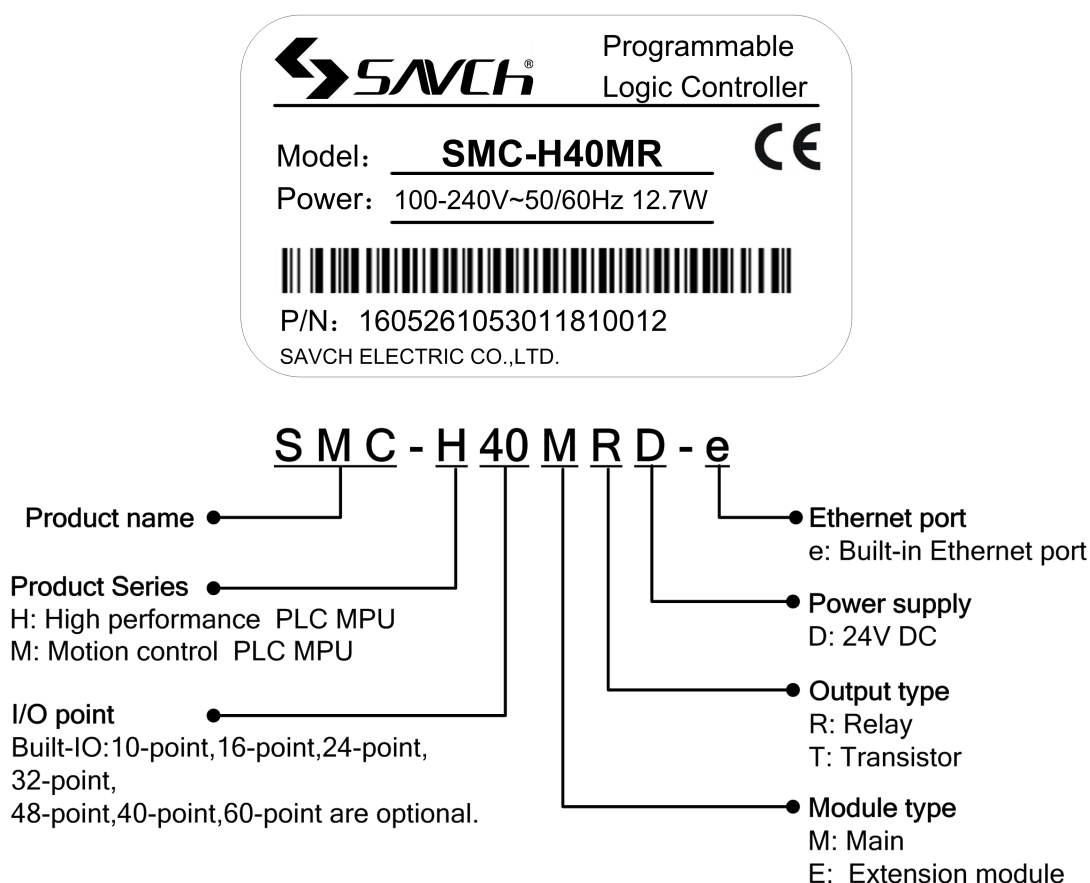 SAVCH®
Programmable
Logic Controller
Model: SMC-H40MR
CE
Power: 100-240V~50/60Hz 12.7W
P/N: 1605261053011810012
SAVCH ELECTRIC CO.,LTD.
SMC-H40MRD-e
Product name
Product Series
H: High performance PLC MPU
M: Motion control PLC MPU
I/O point
Built-IO:10-point,16-point,24-point,
32-point,
48-point,40-point,60-point are optional.
Ethernet port
e: Built-in Ethernet port
Power supply
D: 24V DC
Output type
R: Relay
T: Transistor
Module type
M: Main
E: Extension module